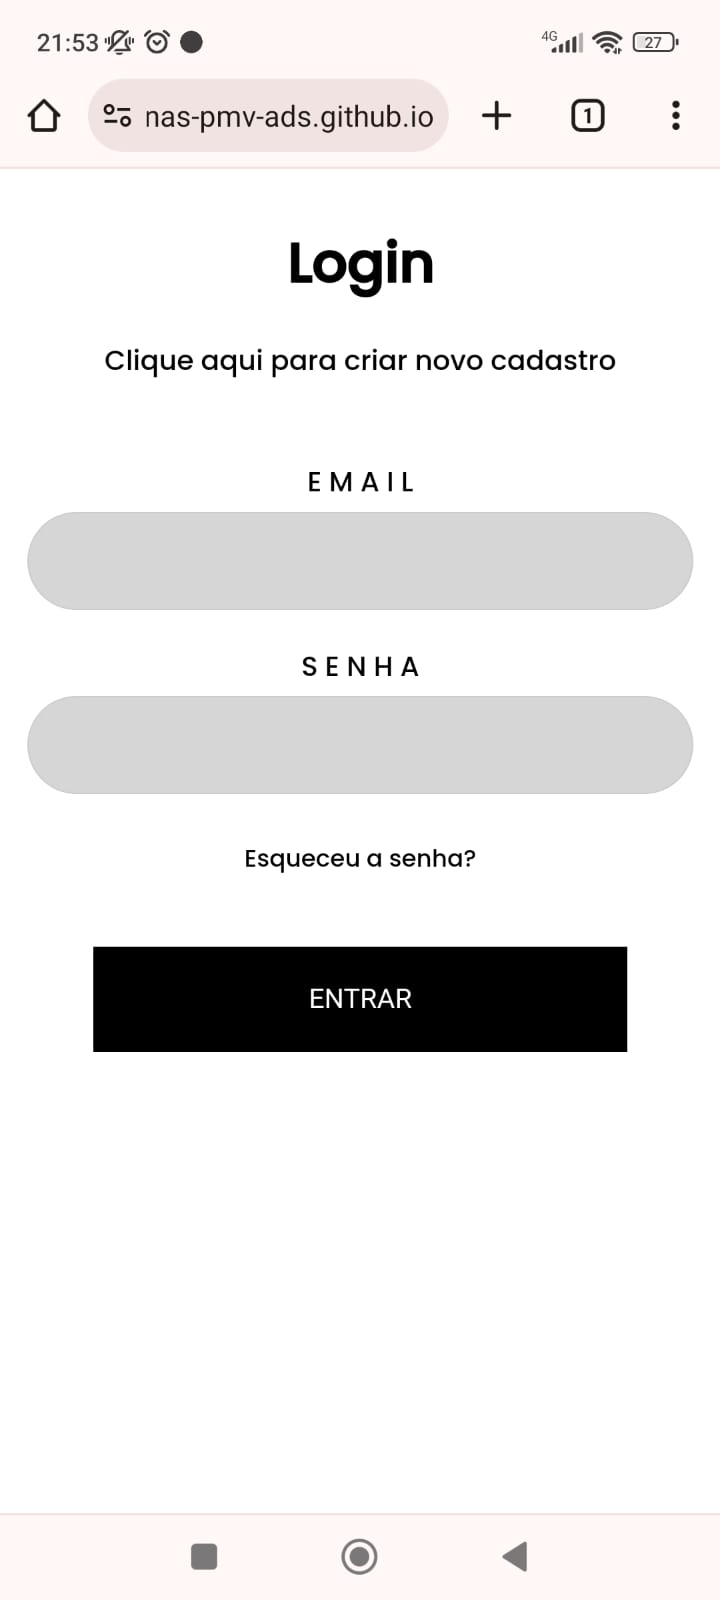 21:53
4G
27
nas-pmv-ads.github.io
1
Login
Clique aqui para criar novo cadastro
EMAIL
SENHA
Esqueceu a senha?
ENTRAR